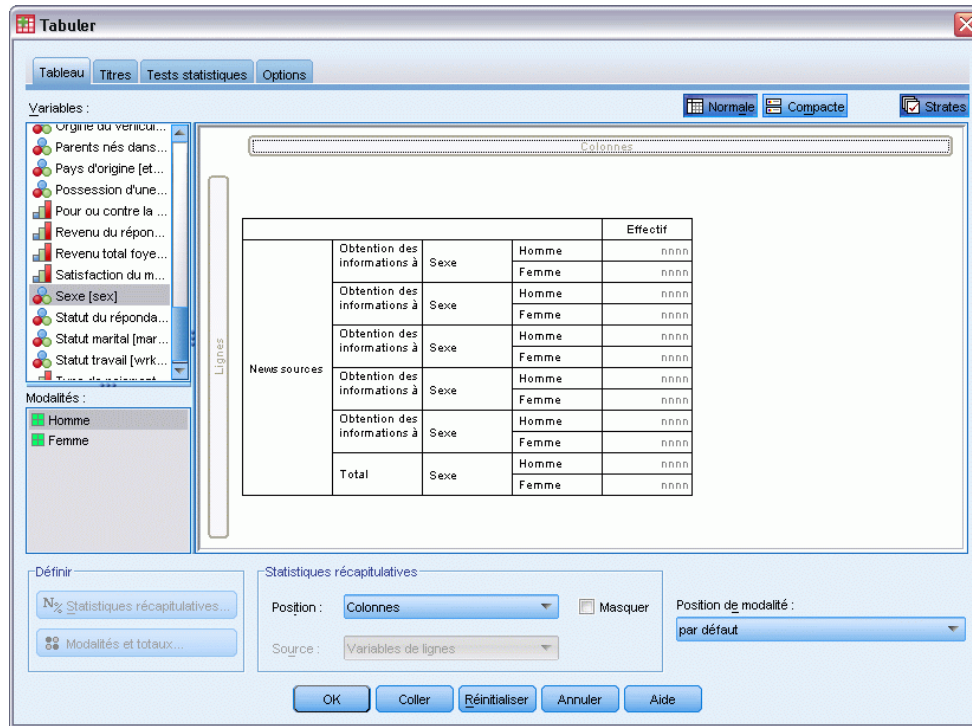 Tabuler
Tableau Titres Tests statistiques Options
Variables :
Normale Compacte Strates
Orgine du véhicul...
Parents nés dans...
Pays d'origine [et...
Possession d'une...
Pour ou contre la ...
Revenu du répon...
Revenu total foye...
Satisfaction du m...
Sexe [sex]
Statut du réponda...
Statut marital [mar...
Statut travail [wrk...
Type de paiement
Modalités :
Homme
Femme
Colonnes
Lignes
Effectif
News sources
Obtention des
informations à Sexe Homme nnnn
Femme nnnn
Obtention des
informations à Sexe Homme nnnn
Femme nnnn
Obtention des
informations à Sexe Homme nnnn
Femme nnnn
Obtention des
informations à Sexe Homme nnnn
Femme nnnn
Obtention des
informations à Sexe Homme nnnn
Femme nnnn
Total Sexe Homme nnnn
Femme nnnn
Définir
N% Statistiques récapitulatives...
Modalités et totaux...
Statistiques récapitulatives
Position : Colonnes Masquer
Source : Variables de lignes
Position de modalité :
par défaut
OK Coller Réinitialiser Annuler Aide